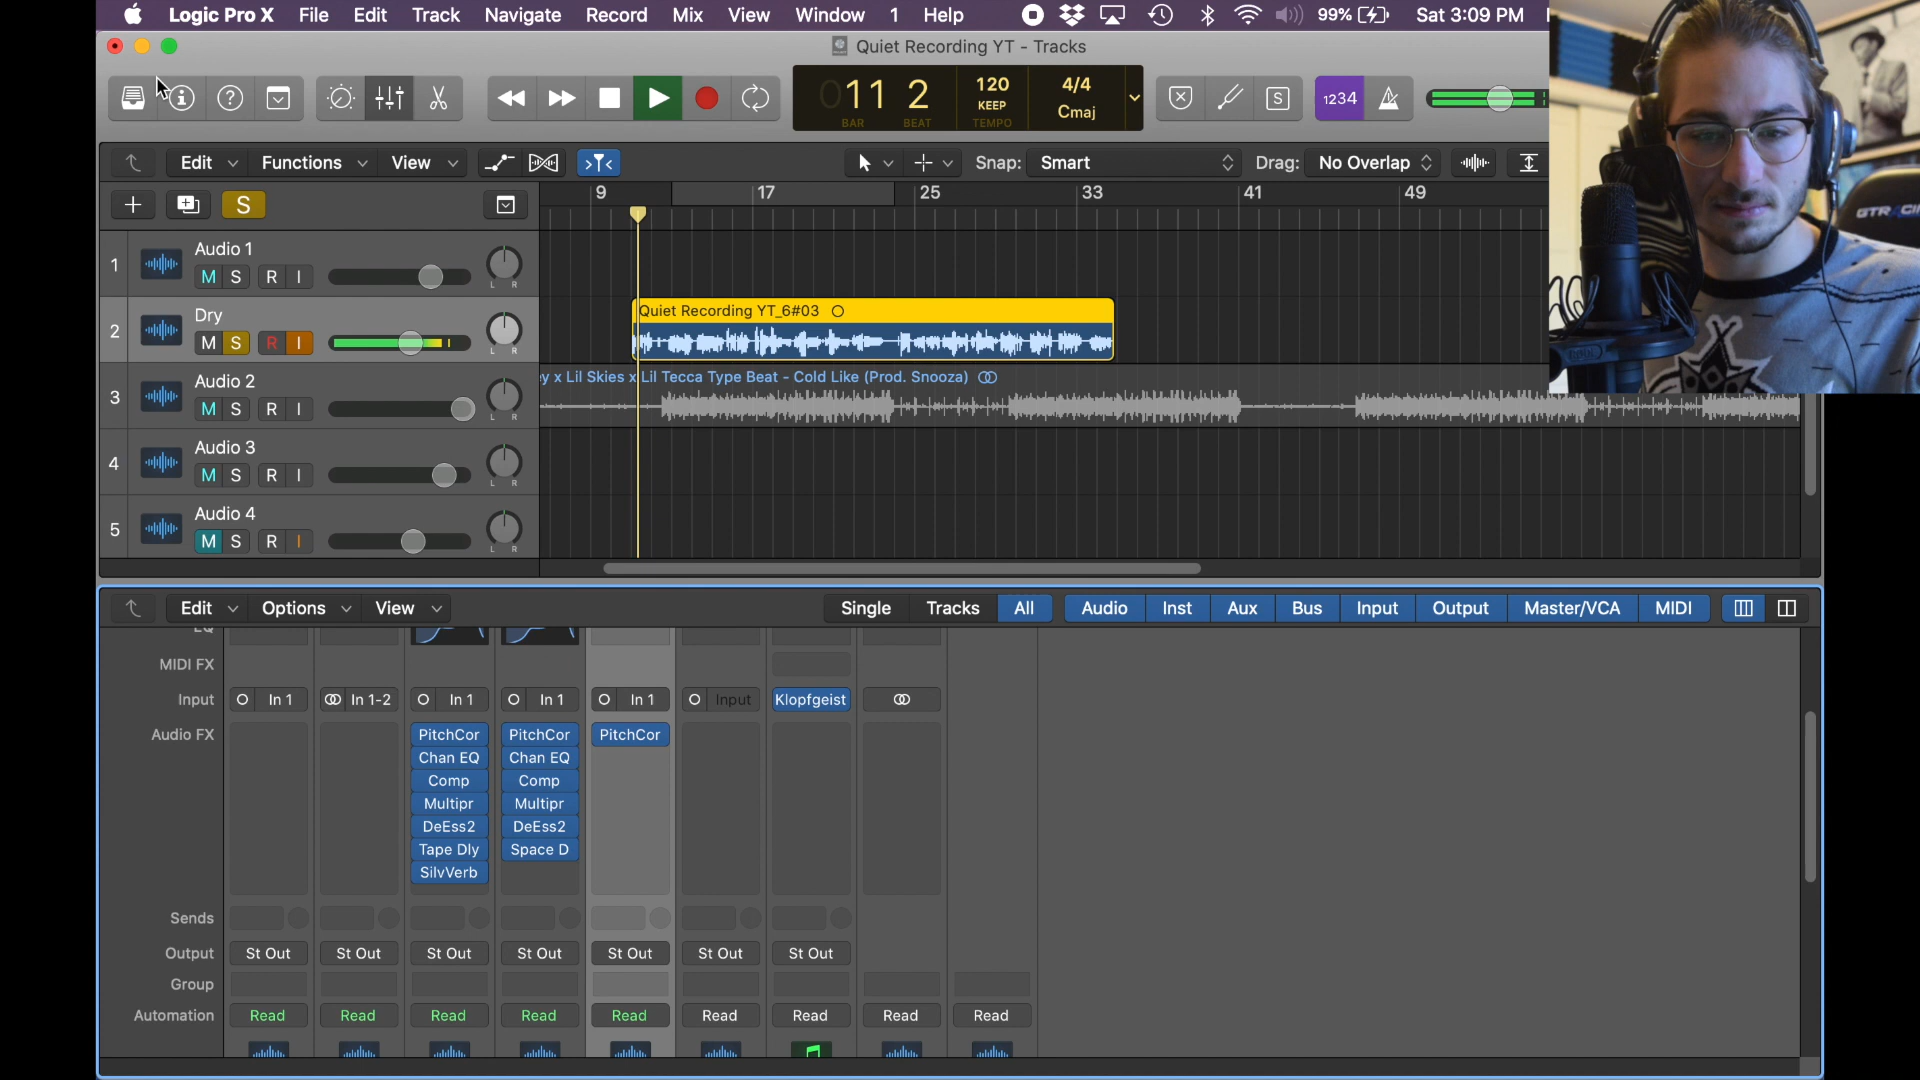 Logic Pro X File Edit Track Navigate Record Mix View Window 1 Help 99% Sat 3:09 PM
Quiet Recording YT - Tracks
011 2 120 4/4
KEEP Cmaj
BAR BEAT TEMPO
1234
Edit Functions View Snap: Smart Drag: No Overlap
S
9 17 25 33 41 49
1 Audio 1
M S R I L R
2 Dry
M S R I L R
Quiet Recording YT_6#03
3 Audio 2
M S R I L R
y x Lil Skies x Lil Tecca Type Beat - Cold Like (Prod. Snooza)
4 Audio 3
M S R I L R
5 Audio 4
M S R I L R
Edit Options View Single Tracks All Audio Inst Aux Bus Input Output Master/VCA MIDI
EQ
MIDI FX
Input In 1 In 1-2 In 1 In 1 In 1 Input Klopfgeist
Audio FX PitchCor PitchCor PitchCor
Chan EQ Chan EQ
Comp Comp
Multipr Multipr
DeEss2 DeEss2
Tape Dly Space D
SilvVerb
Sends
Output St Out St Out St Out St Out St Out St Out St Out
Group
Automation Read Read Read Read Read Read Read Read Read